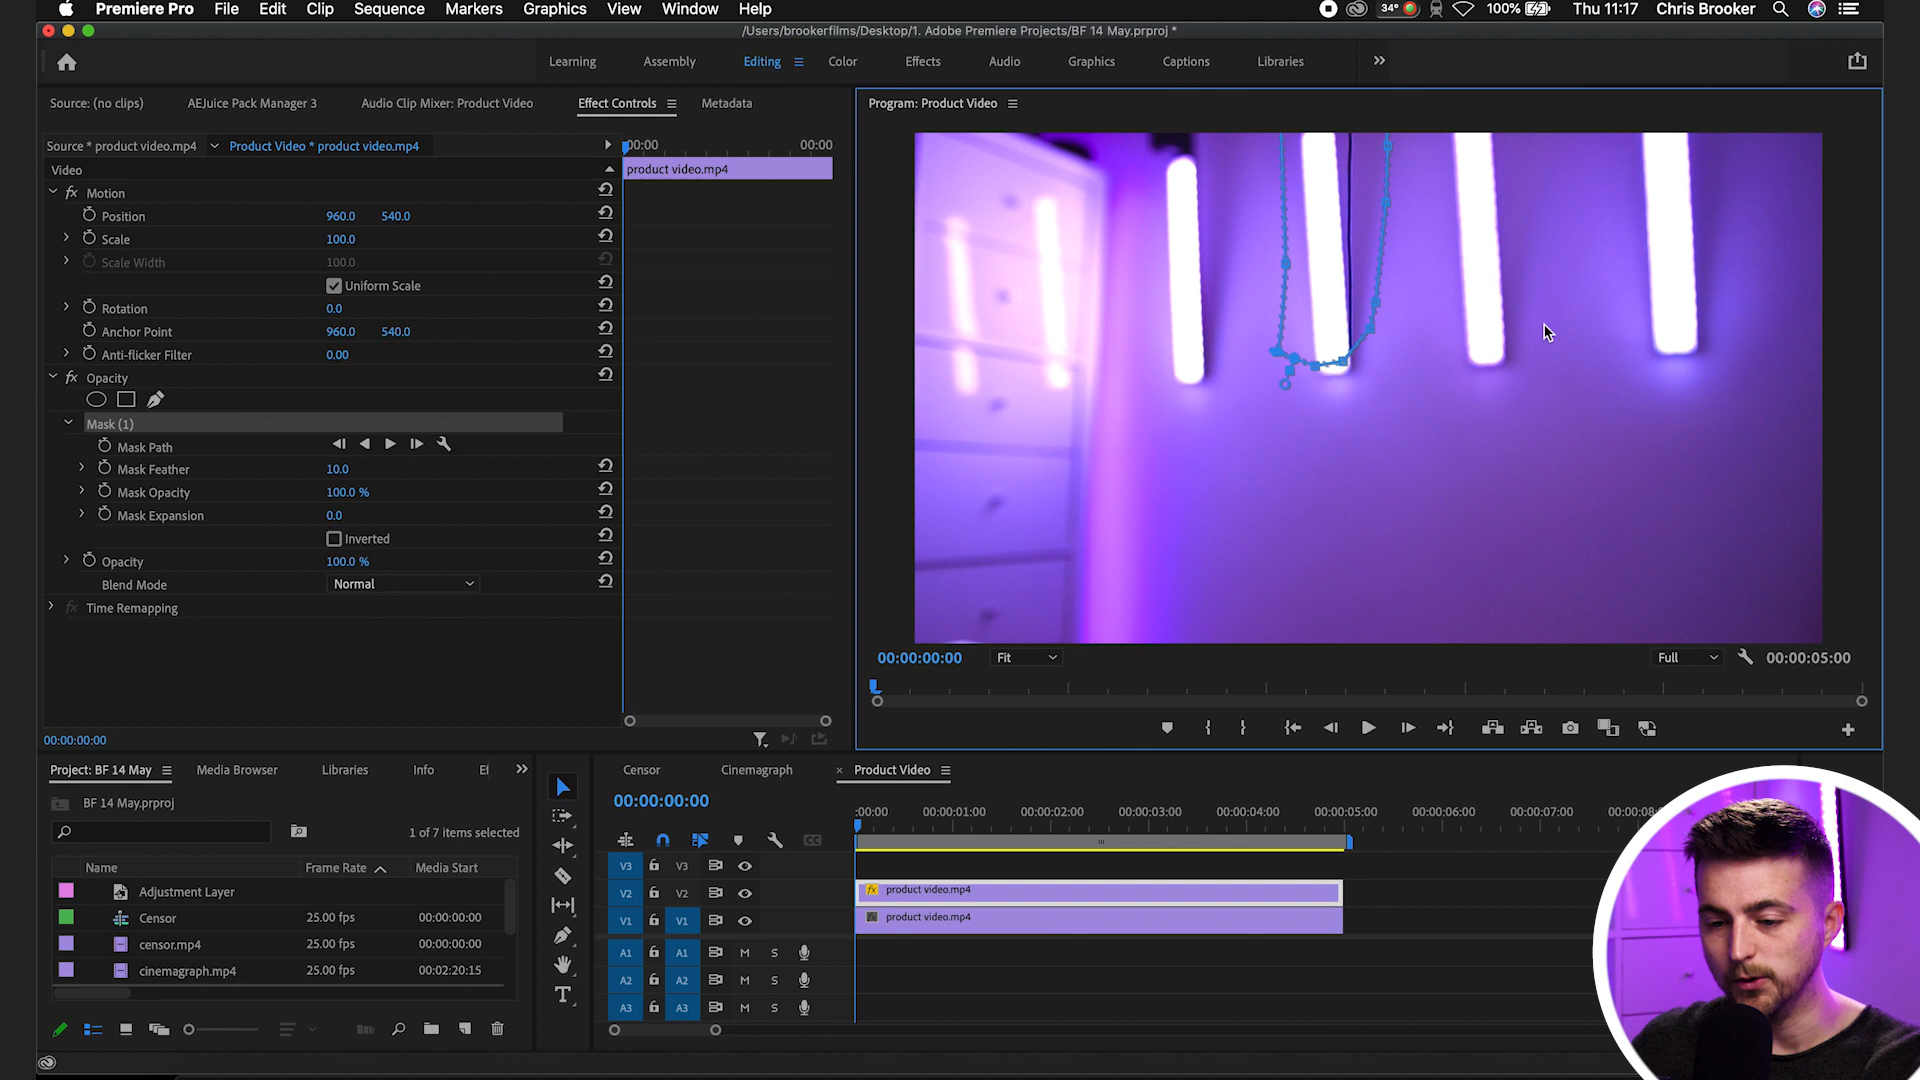 Premiere Pro File Edit Clip Sequence Markers Graphics View Window Help 34° 100% Thu 11:17 Chris Brooker
/Users/brookerfilms/Desktop/1. Adobe Premiere Projects/BF 14 May.prproj *
Learning Assembly Editing Color Effects Audio Graphics Captions Libraries
Source: (no clips) AEJuice Pack Manager 3 Audio Clip Mixer: Product Video Effect Controls Metadata
Program: Product Video
Source * product video.mp4 Product Video * product video.mp4 :00:00 00:00
Video product video.mp4
fx Motion
Position 960.0 540.0
Scale 100.0
Scale Width 100.0
Uniform Scale
Rotation 0.0
Anchor Point 960.0 540.0
Anti-flicker Filter 0.00
fx Opacity
Mask (1)
Mask Path
Mask Feather 10.0
Mask Opacity 100.0 %
Mask Expansion 0.0
Inverted
Opacity 100.0 %
Blend Mode Normal
fx Time Remapping
00:00:00:00
00:00:00:00 Fit Full 00:00:05:00
Project: BF 14 May Media Browser Libraries Info
BF 14 May.prproj
1 of 7 items selected
Name Frame Rate Media Start
Adjustment Layer
Censor 25.00 fps 00:00:00:00
censor.mp4 25.00 fps 00:00:00:00
cinemagraph.mp4 25.00 fps 00:02:20:15
Censor Cinemagraph × Product Video
00:00:00:00
:00:00 00:00:01:00 00:00:02:00 00:00:03:00 00:00:04:00 00:00:05:00 00:00:06:00 00:00:07:00
CC
V3 V3
V2 V2 fx product video.mp4
V1 V1 fx product video.mp4
A1 A1 M S
A2 A2 M S
A3 A3 M S